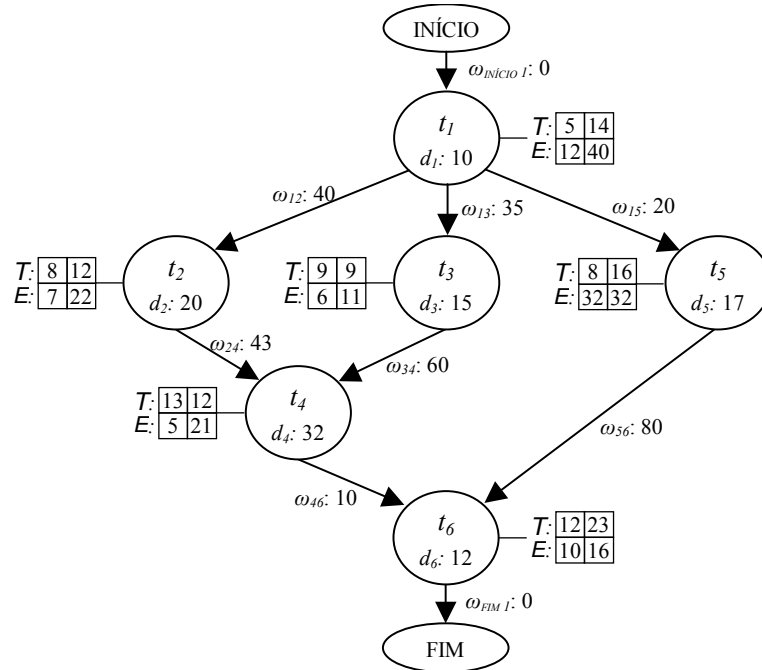 INÍCIO
ω_INÍCIO 1: 0
t1
d1: 10
T: 5 14
E: 12 40
ω12: 40
ω13: 35
ω15: 20
T: 8 12
E: 7 22
t2
d2: 20
T: 9 9
E: 6 11
t3
d3: 15
T: 8 16
E: 32 32
t5
d5: 17
ω24: 43
ω34: 60
T: 13 12
E: 5 21
t4
d4: 32
ω56: 80
ω46: 10
t6
d6: 12
T: 12 23
E: 10 16
ω_FIM 1: 0
FIM